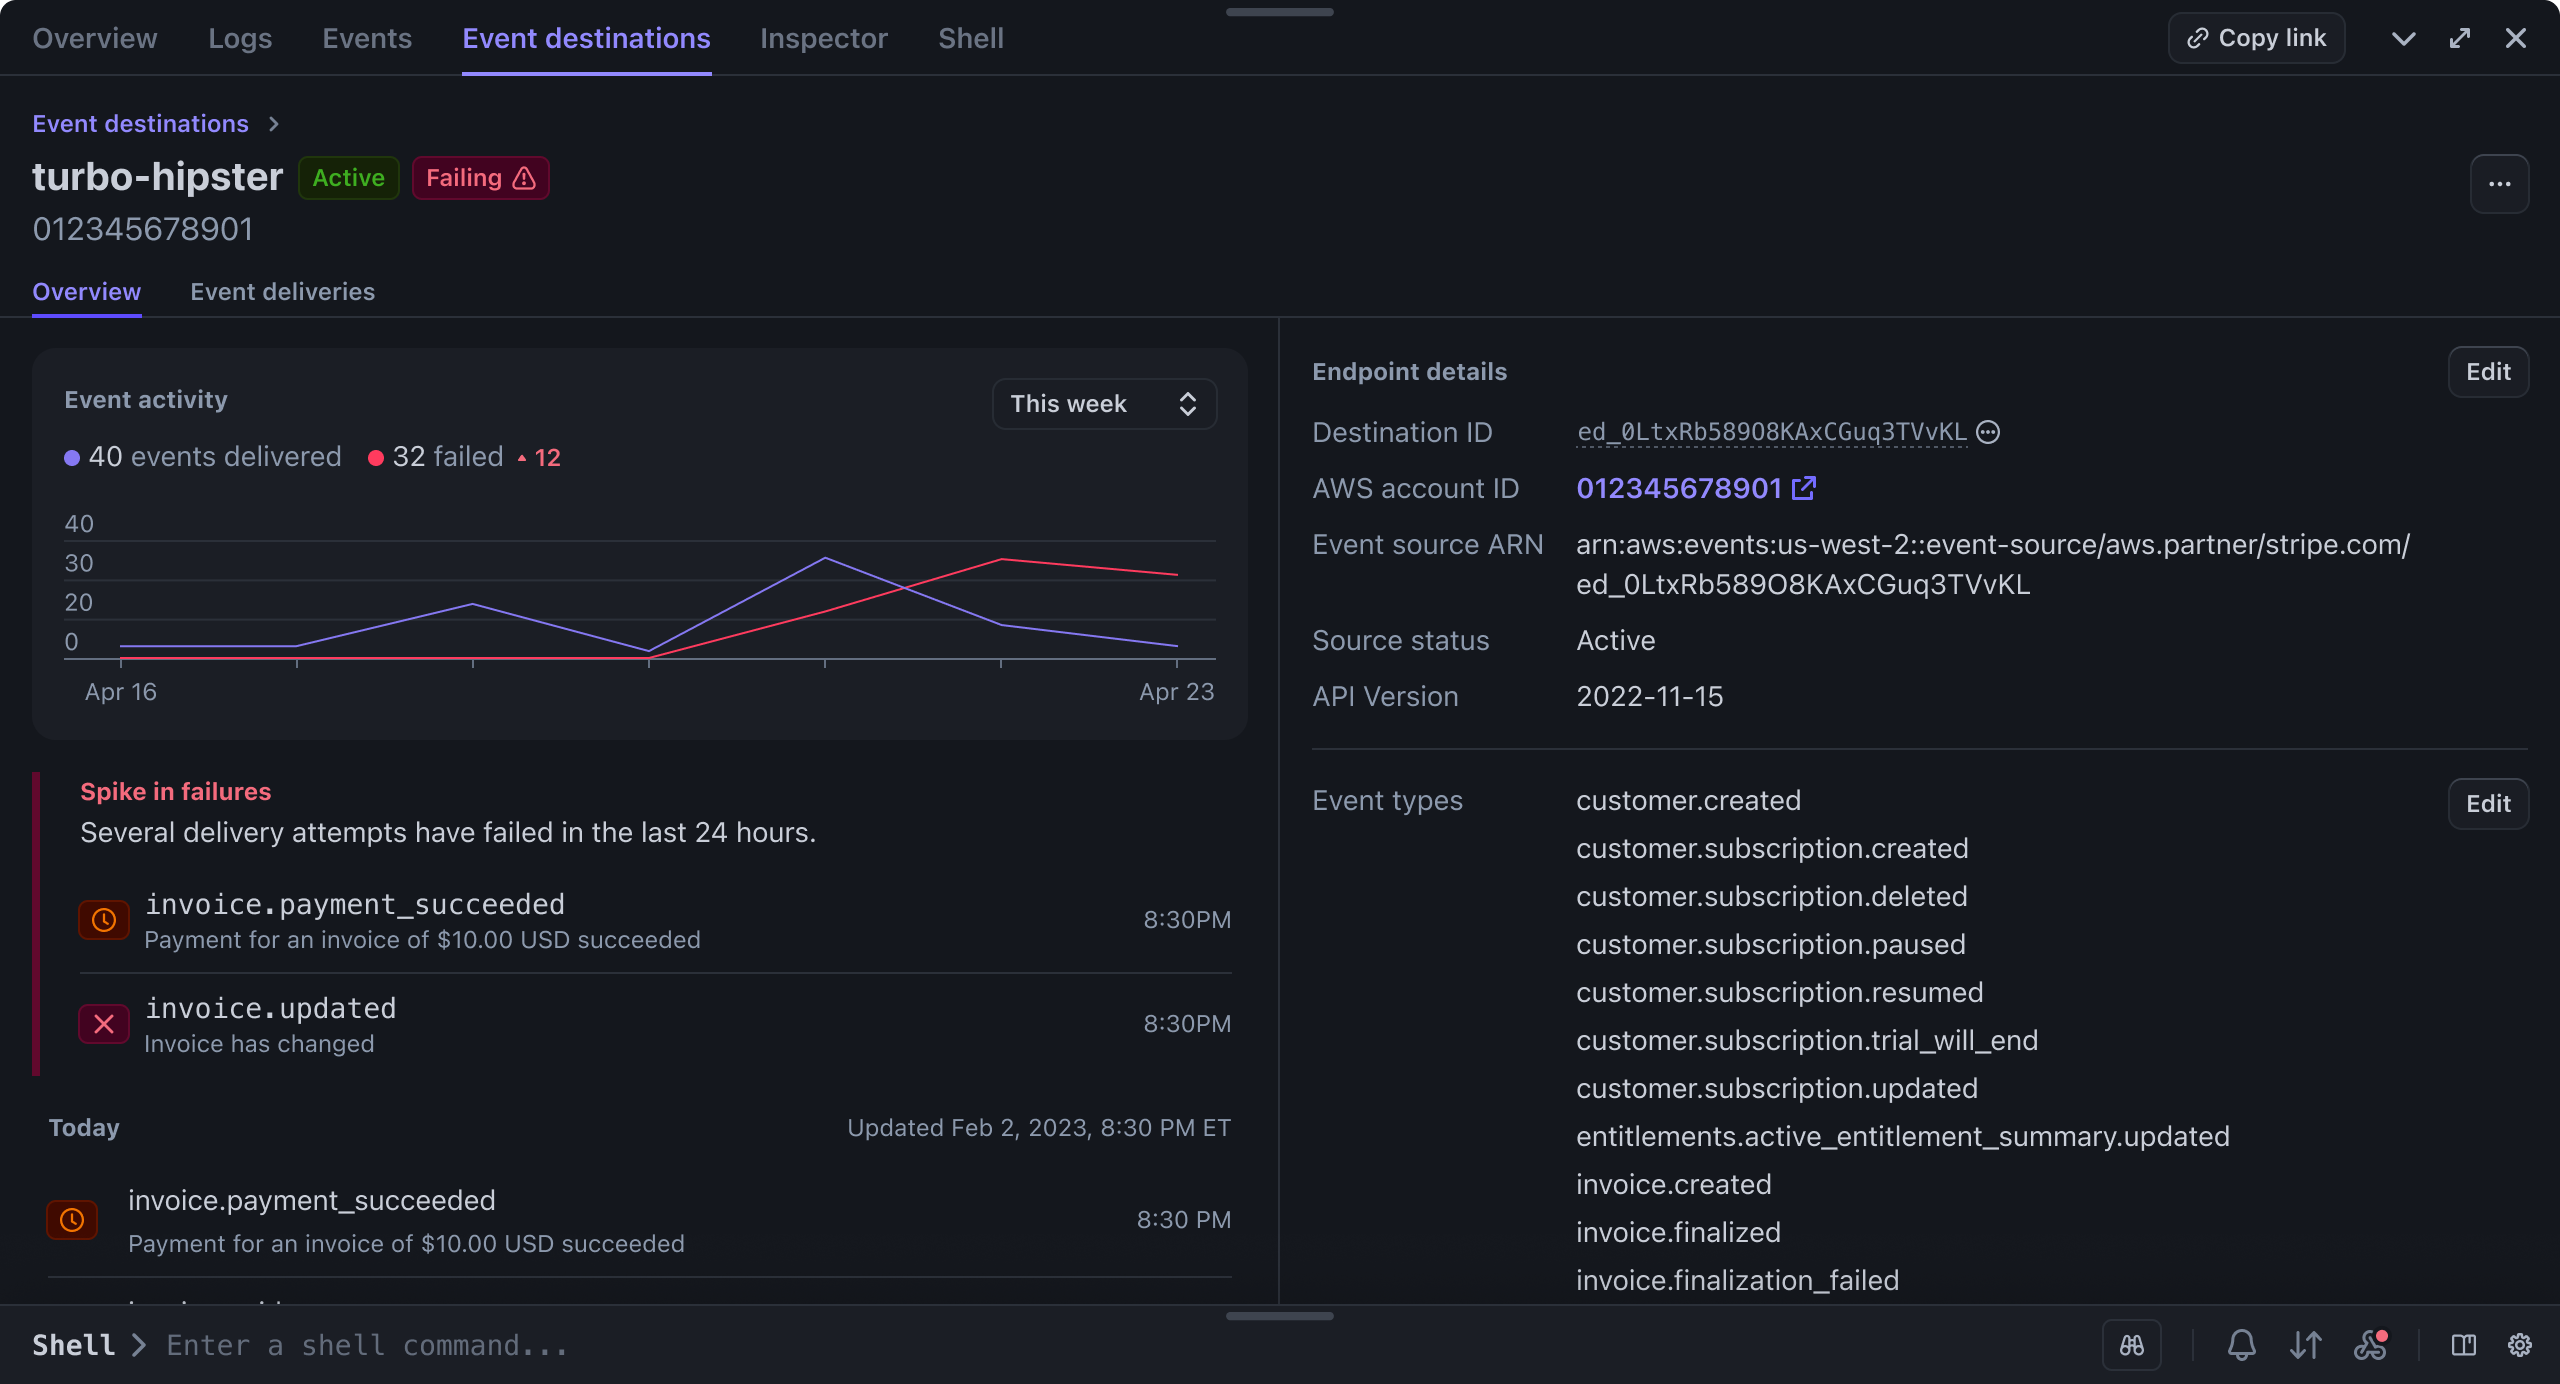 Overview
Logs
Events
Event destinations
Inspector
Shell
Copy link
Event destinations
turbo-hipster
Active
Failing
012345678901
Overview
Event deliveries
Event activity
This week
40 events delivered
32 failed
12
40
30
20
0
Apr 16
Apr 23
Spike in failures
Several delivery attempts have failed in the last 24 hours.
invoice.payment_succeeded
8:30PM
Payment for an invoice of $10.00 USD succeeded
invoice.updated
8:30PM
Invoice has changed
Today
Updated Feb 2, 2023, 8:30 PM ET
invoice.payment_succeeded
8:30 PM
Payment for an invoice of $10.00 USD succeeded
Endpoint details
Edit
Destination ID
ed_0LtxRb589O8KAxCGuq3TVvKL
AWS account ID
012345678901
Event source ARN
arn:aws:events:us-west-2::event-source/aws.partner/stripe.com/
ed_0LtxRb589O8KAxCGuq3TVvKL
Source status
Active
API Version
2022-11-15
Event types
Edit
customer.created
customer.subscription.created
customer.subscription.deleted
customer.subscription.paused
customer.subscription.resumed
customer.subscription.trial_will_end
customer.subscription.updated
entitlements.active_entitlement_summary.updated
invoice.created
invoice.finalized
invoice.finalization_failed
Shell
Enter a shell command...